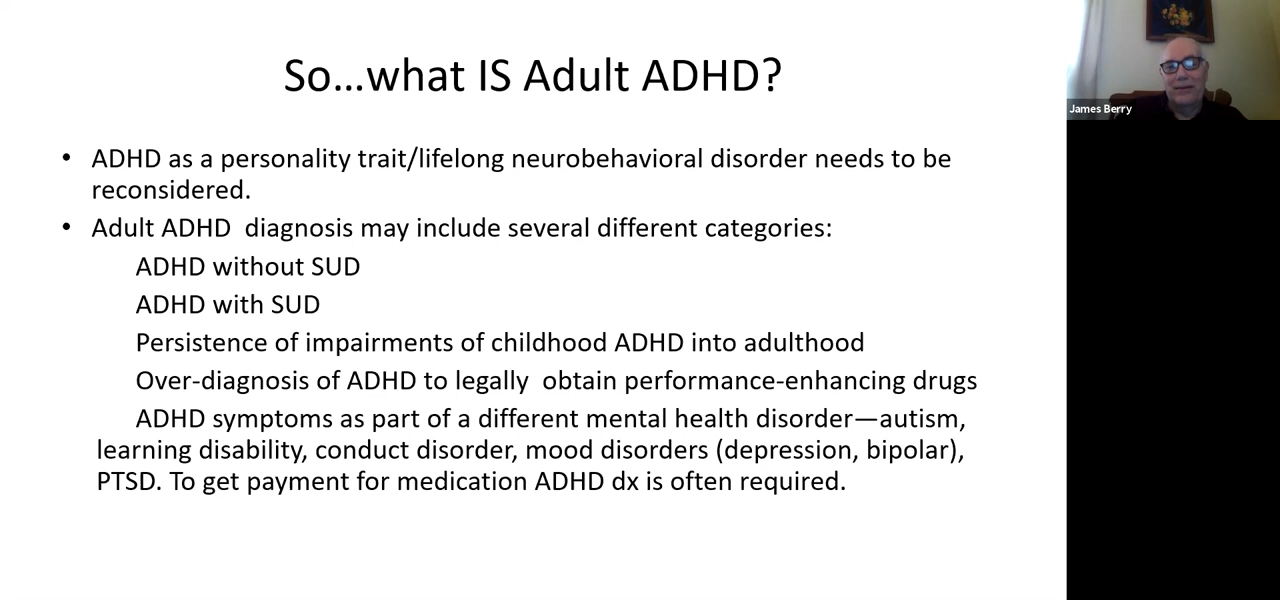 So…what IS Adult ADHD?
• ADHD as a personality trait/lifelong neurobehavioral disorder needs to be
reconsidered.
• Adult ADHD  diagnosis may include several different categories:
ADHD without SUD
ADHD with SUD
Persistence of impairments of childhood ADHD into adulthood
Over-diagnosis of ADHD to legally  obtain performance-enhancing drugs
ADHD symptoms as part of a different mental health disorder—autism,
learning disability, conduct disorder, mood disorders (depression, bipolar),
PTSD. To get payment for medication ADHD dx is often required.
James Berry